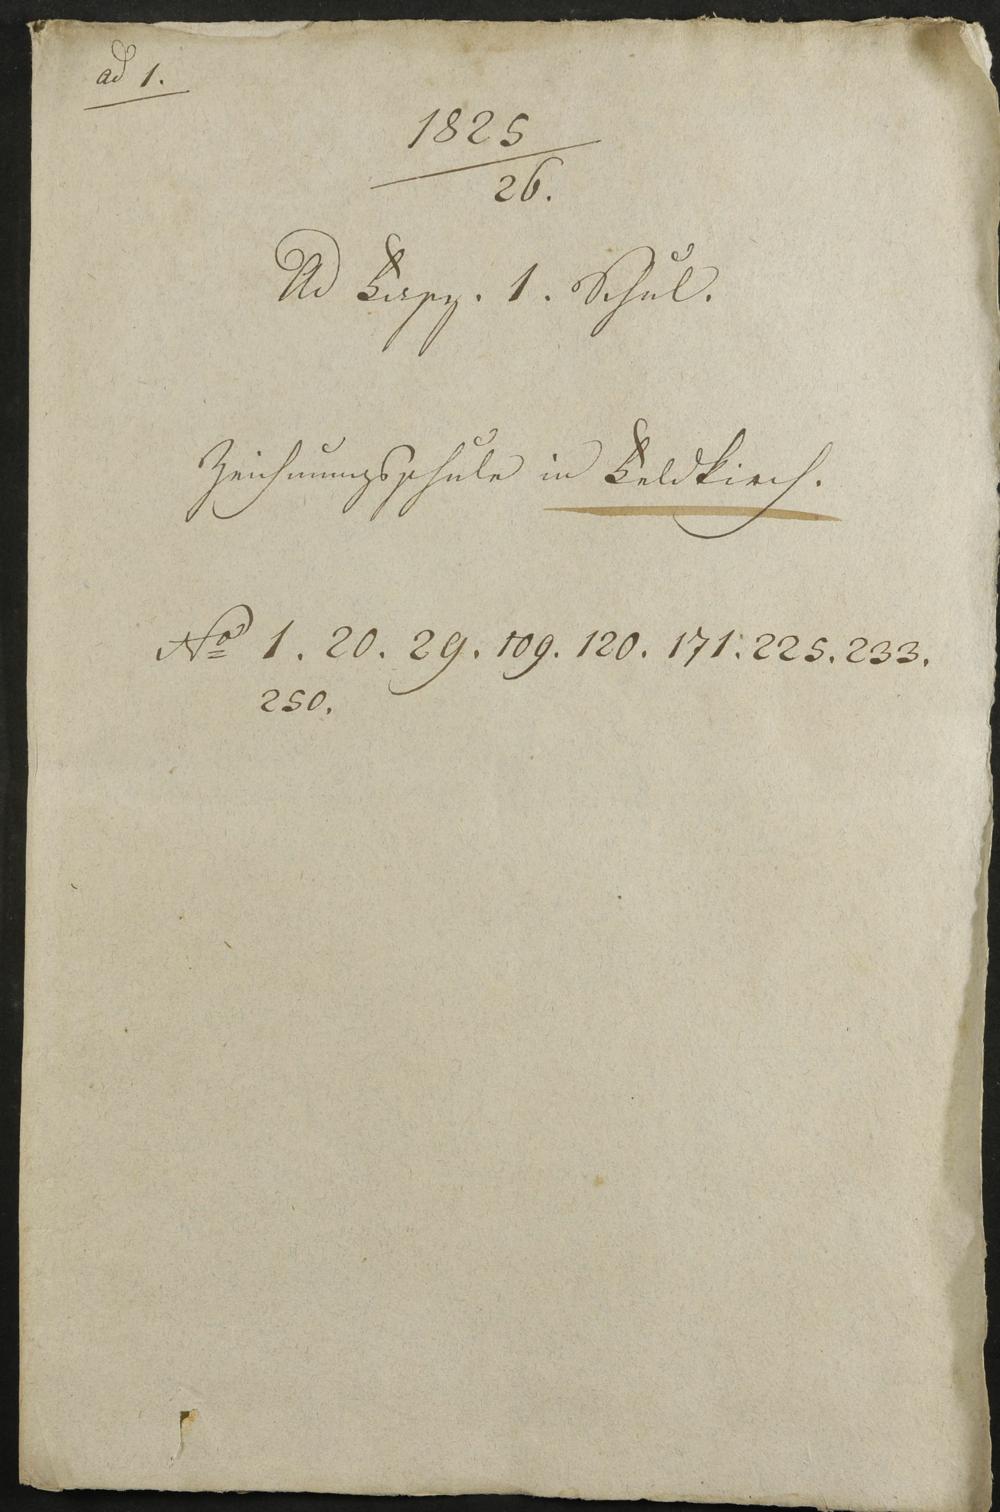 ad 1.
1825
26.
Ad Fasz. 1. Schul.
Zeichnungsschule in Feldkirch.
No 1. 20. 29. 109. 120. 171. 225. 233.
250.